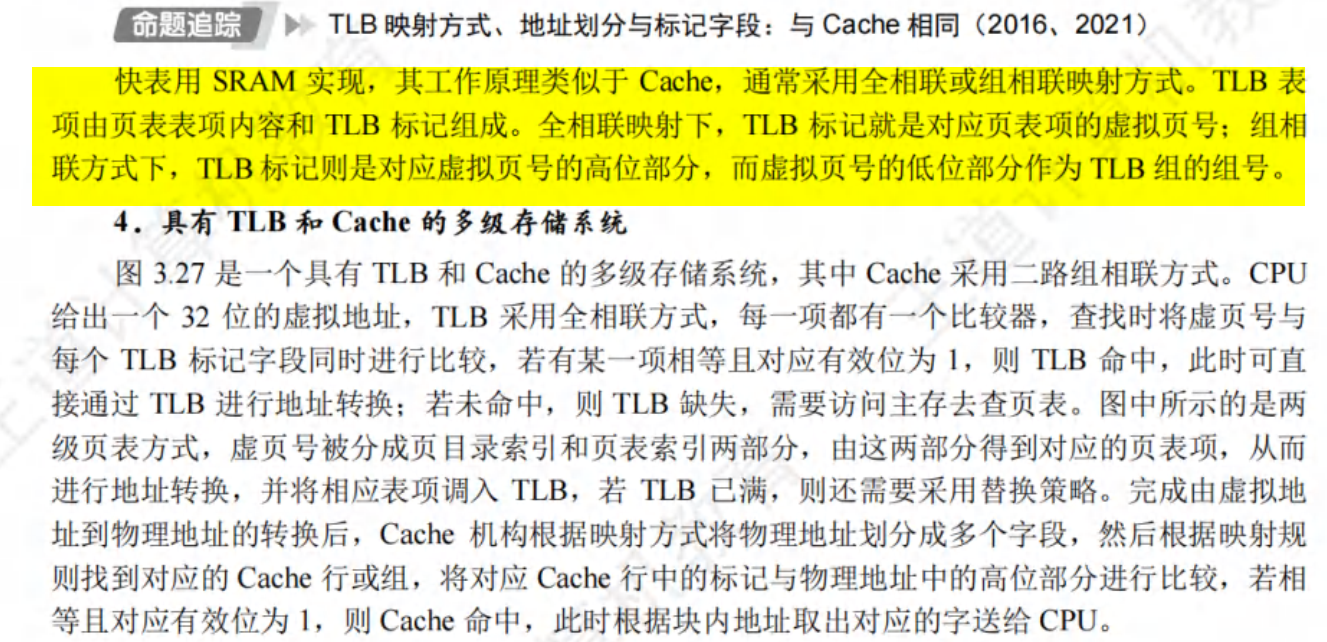 命题追踪 TLB 映射方式、地址划分与标记字段：与 Cache 相同（2016、2021）
快表用 SRAM 实现，其工作原理类似于 Cache，通常采用全相联或组相联映射方式。TLB 表
项由页表表项内容和 TLB 标记组成。全相联映射下，TLB 标记就是对应页表项的虚拟页号；组相
联方式下，TLB 标记则是对应虚拟页号的高位部分，而虚拟页号的低位部分作为 TLB 组的组号。
4．具有 TLB 和 Cache 的多级存储系统
图 3.27 是一个具有 TLB 和 Cache 的多级存储系统，其中 Cache 采用二路组相联方式。CPU
给出一个 32 位的虚拟地址，TLB 采用全相联方式，每一项都有一个比较器，查找时将虚页号与
每个 TLB 标记字段同时进行比较，若有某一项相等且对应有效位为 1，则 TLB 命中，此时可直
接通过 TLB 进行地址转换；若未命中，则 TLB 缺失，需要访问主存去查页表。图中所示的是两
级页表方式，虚页号被分成页目录索引和页表索引两部分，由这两部分得到对应的页表项，从而
进行地址转换，并将相应表项调入 TLB，若 TLB 已满，则还需要采用替换策略。完成由虚拟地
址到物理地址的转换后，Cache 机构根据映射方式将物理地址划分成多个字段，然后根据映射规
则找到对应的 Cache 行或组，将对应 Cache 行中的标记与物理地址中的高位部分进行比较，若相
等且对应有效位为 1，则 Cache 命中，此时根据块内地址取出对应的字送给 CPU。